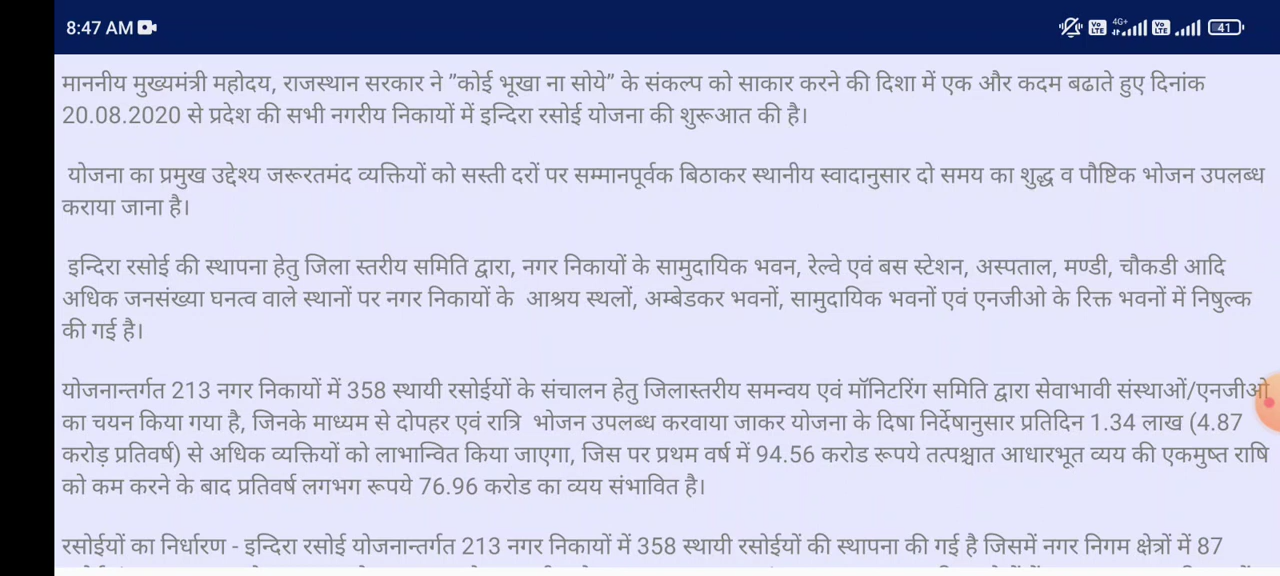 8:47 AM
4G+
Vo LTE
Vo LTE
41
माननीय मुख्यमंत्री महोदय, राजस्थान सरकार ने ”कोई भूखा ना सोये” के संकल्प को साकार करने की दिशा में एक और कदम बढाते हुए दिनांक
20.08.2020 से प्रदेश की सभी नगरीय निकायों में इन्दिरा रसोई योजना की शुरूआत की है।
योजना का प्रमुख उद्देश्य जरूरतमंद व्यक्तियों को सस्ती दरों पर सम्मानपूर्वक बिठाकर स्थानीय स्वादानुसार दो समय का शुद्ध व पौष्टिक भोजन उपलब्ध
कराया जाना है।
इन्दिरा रसोई की स्थापना हेतु जिला स्तरीय समिति द्वारा, नगर निकायों के सामुदायिक भवन, रेल्वे एवं बस स्टेशन, अस्पताल, मण्डी, चौकडी आदि
अधिक जनसंख्या घनत्व वाले स्थानों पर नगर निकायों के आश्रय स्थलों, अम्बेडकर भवनों, सामुदायिक भवनों एवं एनजीओ के रिक्त भवनों में निषुल्क
की गई है।
योजनान्तर्गत 213 नगर निकायों में 358 स्थायी रसोईयों के संचालन हेतु जिलास्तरीय समन्वय एवं मॉनिटरिंग समिति द्वारा सेवाभावी संस्थाओं/एनजीओ
का चयन किया गया है, जिनके माध्यम से दोपहर एवं रात्रि भोजन उपलब्ध करवाया जाकर योजना के दिषा निर्देषानुसार प्रतिदिन 1.34 लाख (4.87
करोड़ प्रतिवर्ष) से अधिक व्यक्तियों को लाभान्वित किया जाएगा, जिस पर प्रथम वर्ष में 94.56 करोड रूपये तत्पश्चात आधारभूत व्यय की एकमुष्त राषि
को कम करने के बाद प्रतिवर्ष लगभग रूपये 76.96 करोड का व्यय संभावित है।
रसोईयों का निर्धारण - इन्दिरा रसोई योजनान्तर्गत 213 नगर निकायों में 358 स्थायी रसोईयों की स्थापना की गई है जिसमें नगर निगम क्षेत्रों में 87